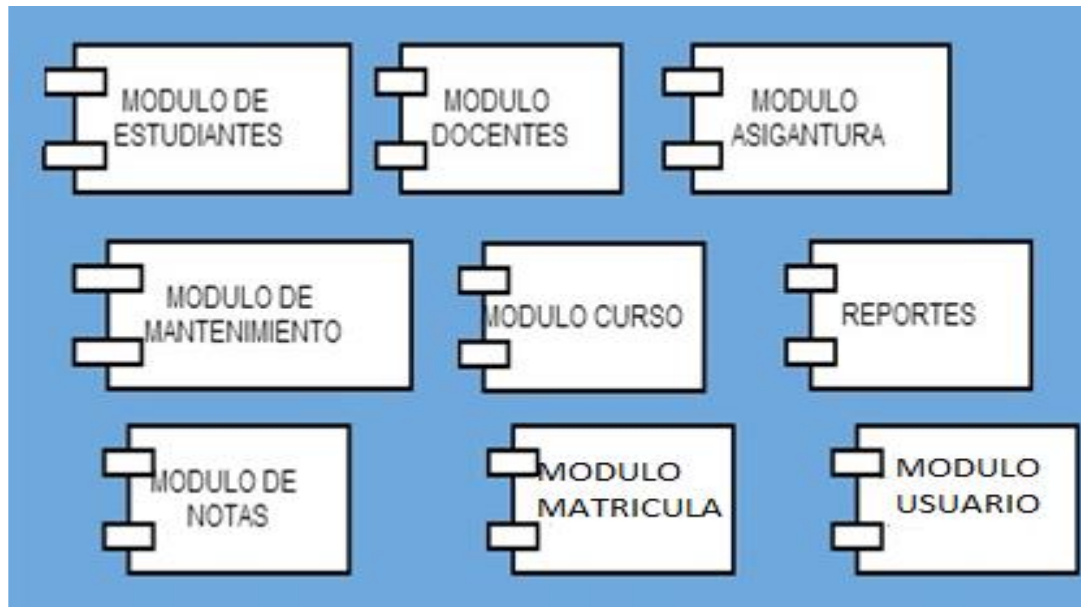 MODULO DE
ESTUDIANTES
MODULO
DOCENTES
MODULO
ASIGANTURA
MODULO DE
MANTENIMIENTO
MODULO CURSO
REPORTES
MODULO DE
NOTAS
MODULO
MATRICULA
MODULO
USUARIO